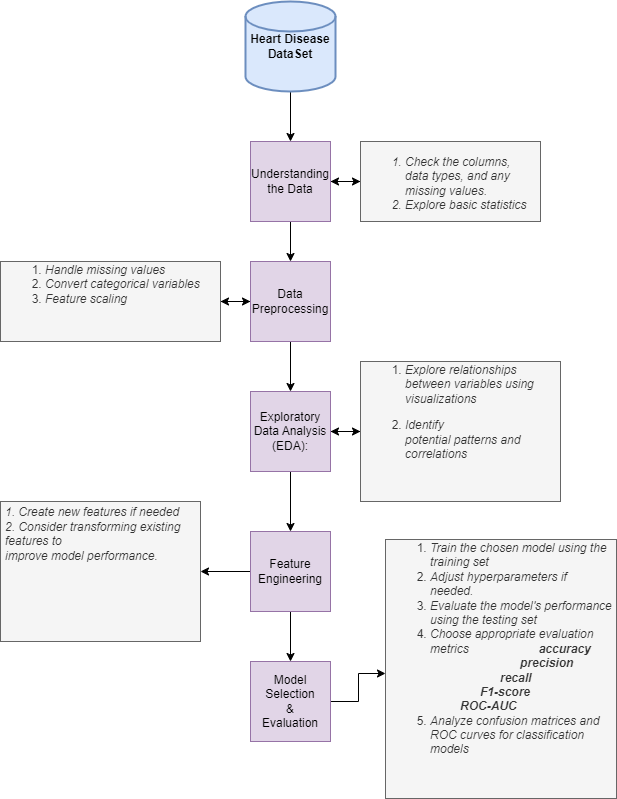 Heart Disease
DataSet
Understanding
the Data
1. Check the columns,
data types, and any
missing values.
2. Explore basic statistics
1. Handle missing values
2. Convert categorical variables
3. Feature scaling
Data
Preprocessing
1. Explore relationships
between variables using
visualizations
2. Identify
potential patterns and
correlations
Exploratory
Data Analysis
(EDA):
1. Create new features if needed
2. Consider transforming existing
features to
improve model performance.
Feature
Engineering
1. Train the chosen model using the
training set
2. Adjust hyperparameters if
needed.
3. Evaluate the model's performance
using the testing set
4. Choose appropriate evaluation
metrics accuracy
precision
recall
F1-score
ROC-AUC
5. Analyze confusion matrices and
ROC curves for classification
models
Model
Selection
&
Evaluation